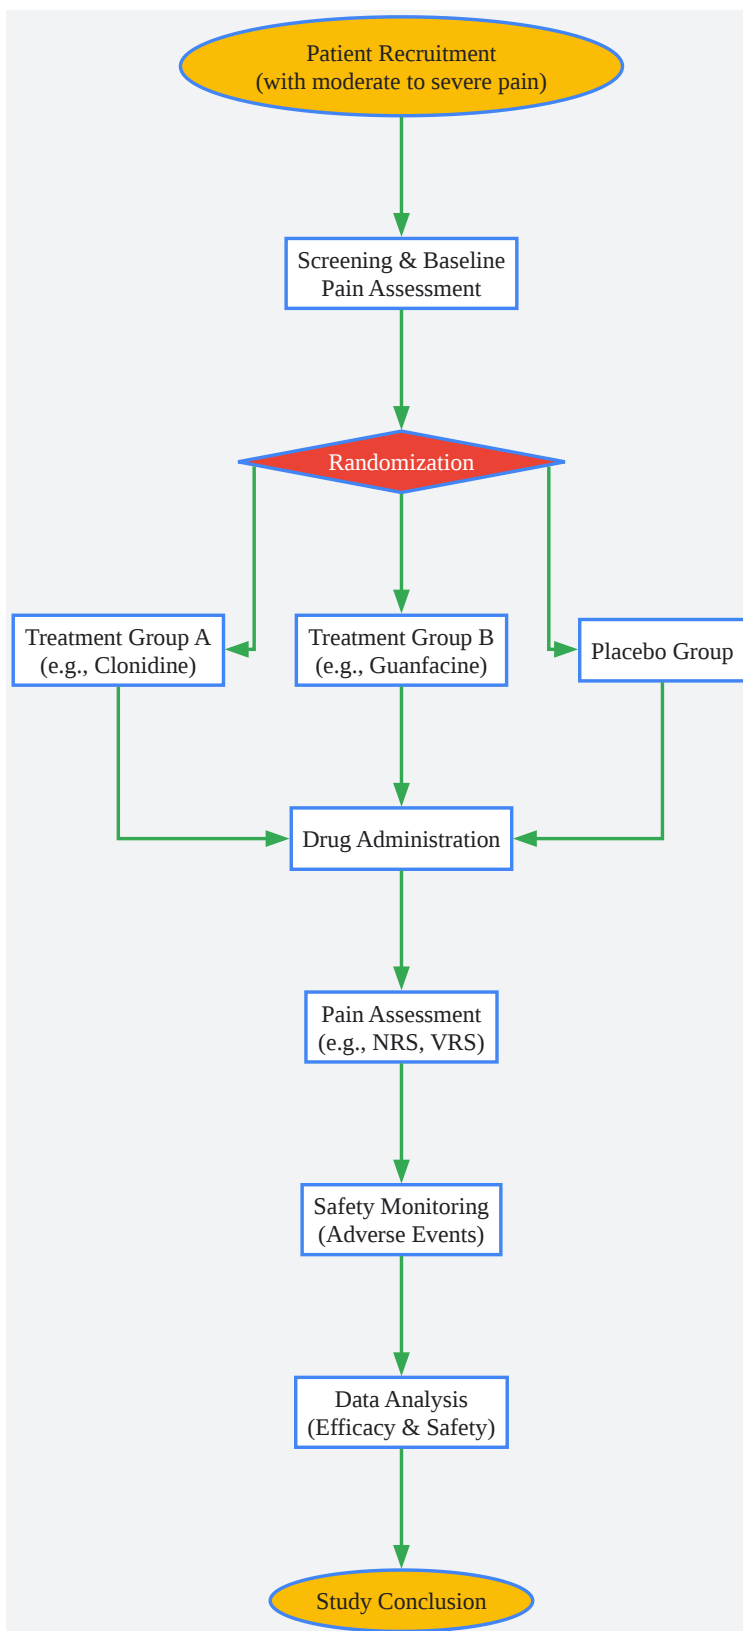 Patient Recruitment
(with moderate to severe pain)
Screening & Baseline
Pain Assessment
Randomization
Treatment Group A
(e.g., Clonidine)
Treatment Group B
(e.g., Guanfacine)
Placebo Group
Drug Administration
Pain Assessment
(e.g., NRS, VRS)
Safety Monitoring
(Adverse Events)
Data Analysis
(Efficacy & Safety)
Study Conclusion